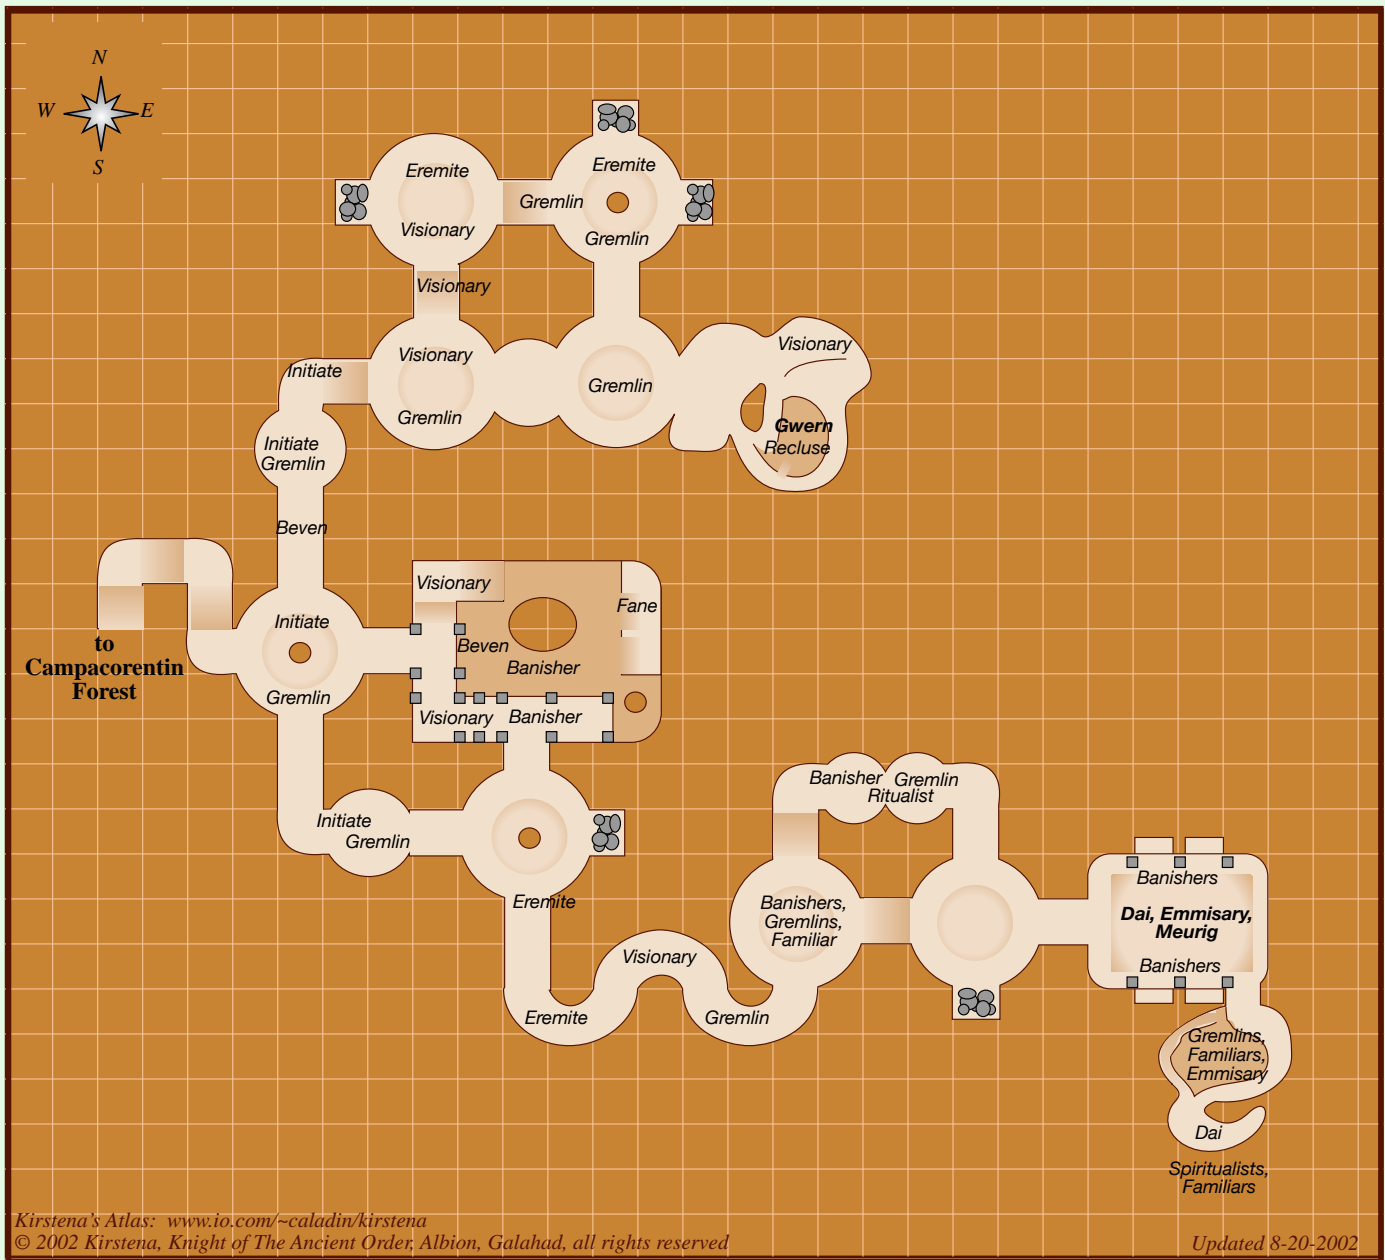 N
W
E
S
Eremite
Eremite
Gremlin
Visionary
Gremlin
Visionary
Visionary
Visionary
Initiate
Gremlin
Gremlin
Gwern
Recluse
Initiate
Gremlin
Beven
Visionary
Fane
Initiate
Beven
Banisher
to
Campacorentin
Forest
Gremlin
Visionary
Banisher
Initiate
Gremlin
Banisher
Gremlin
Ritualist
Eremite
Banishers,
Gremlins,
Familiar
Banishers
Dai, Emmisary,
Meurig
Banishers
Visionary
Eremite
Gremlin
Gremlins,
Familiars,
Emmisary
Dai
Spiritualists,
Familiars
Kirstena's Atlas: www.io.com/~caladin/kirstena
© 2002 Kirstena, Knight of The Ancient Order, Albion, Galahad, all rights reserved
Updated 8-20-2002